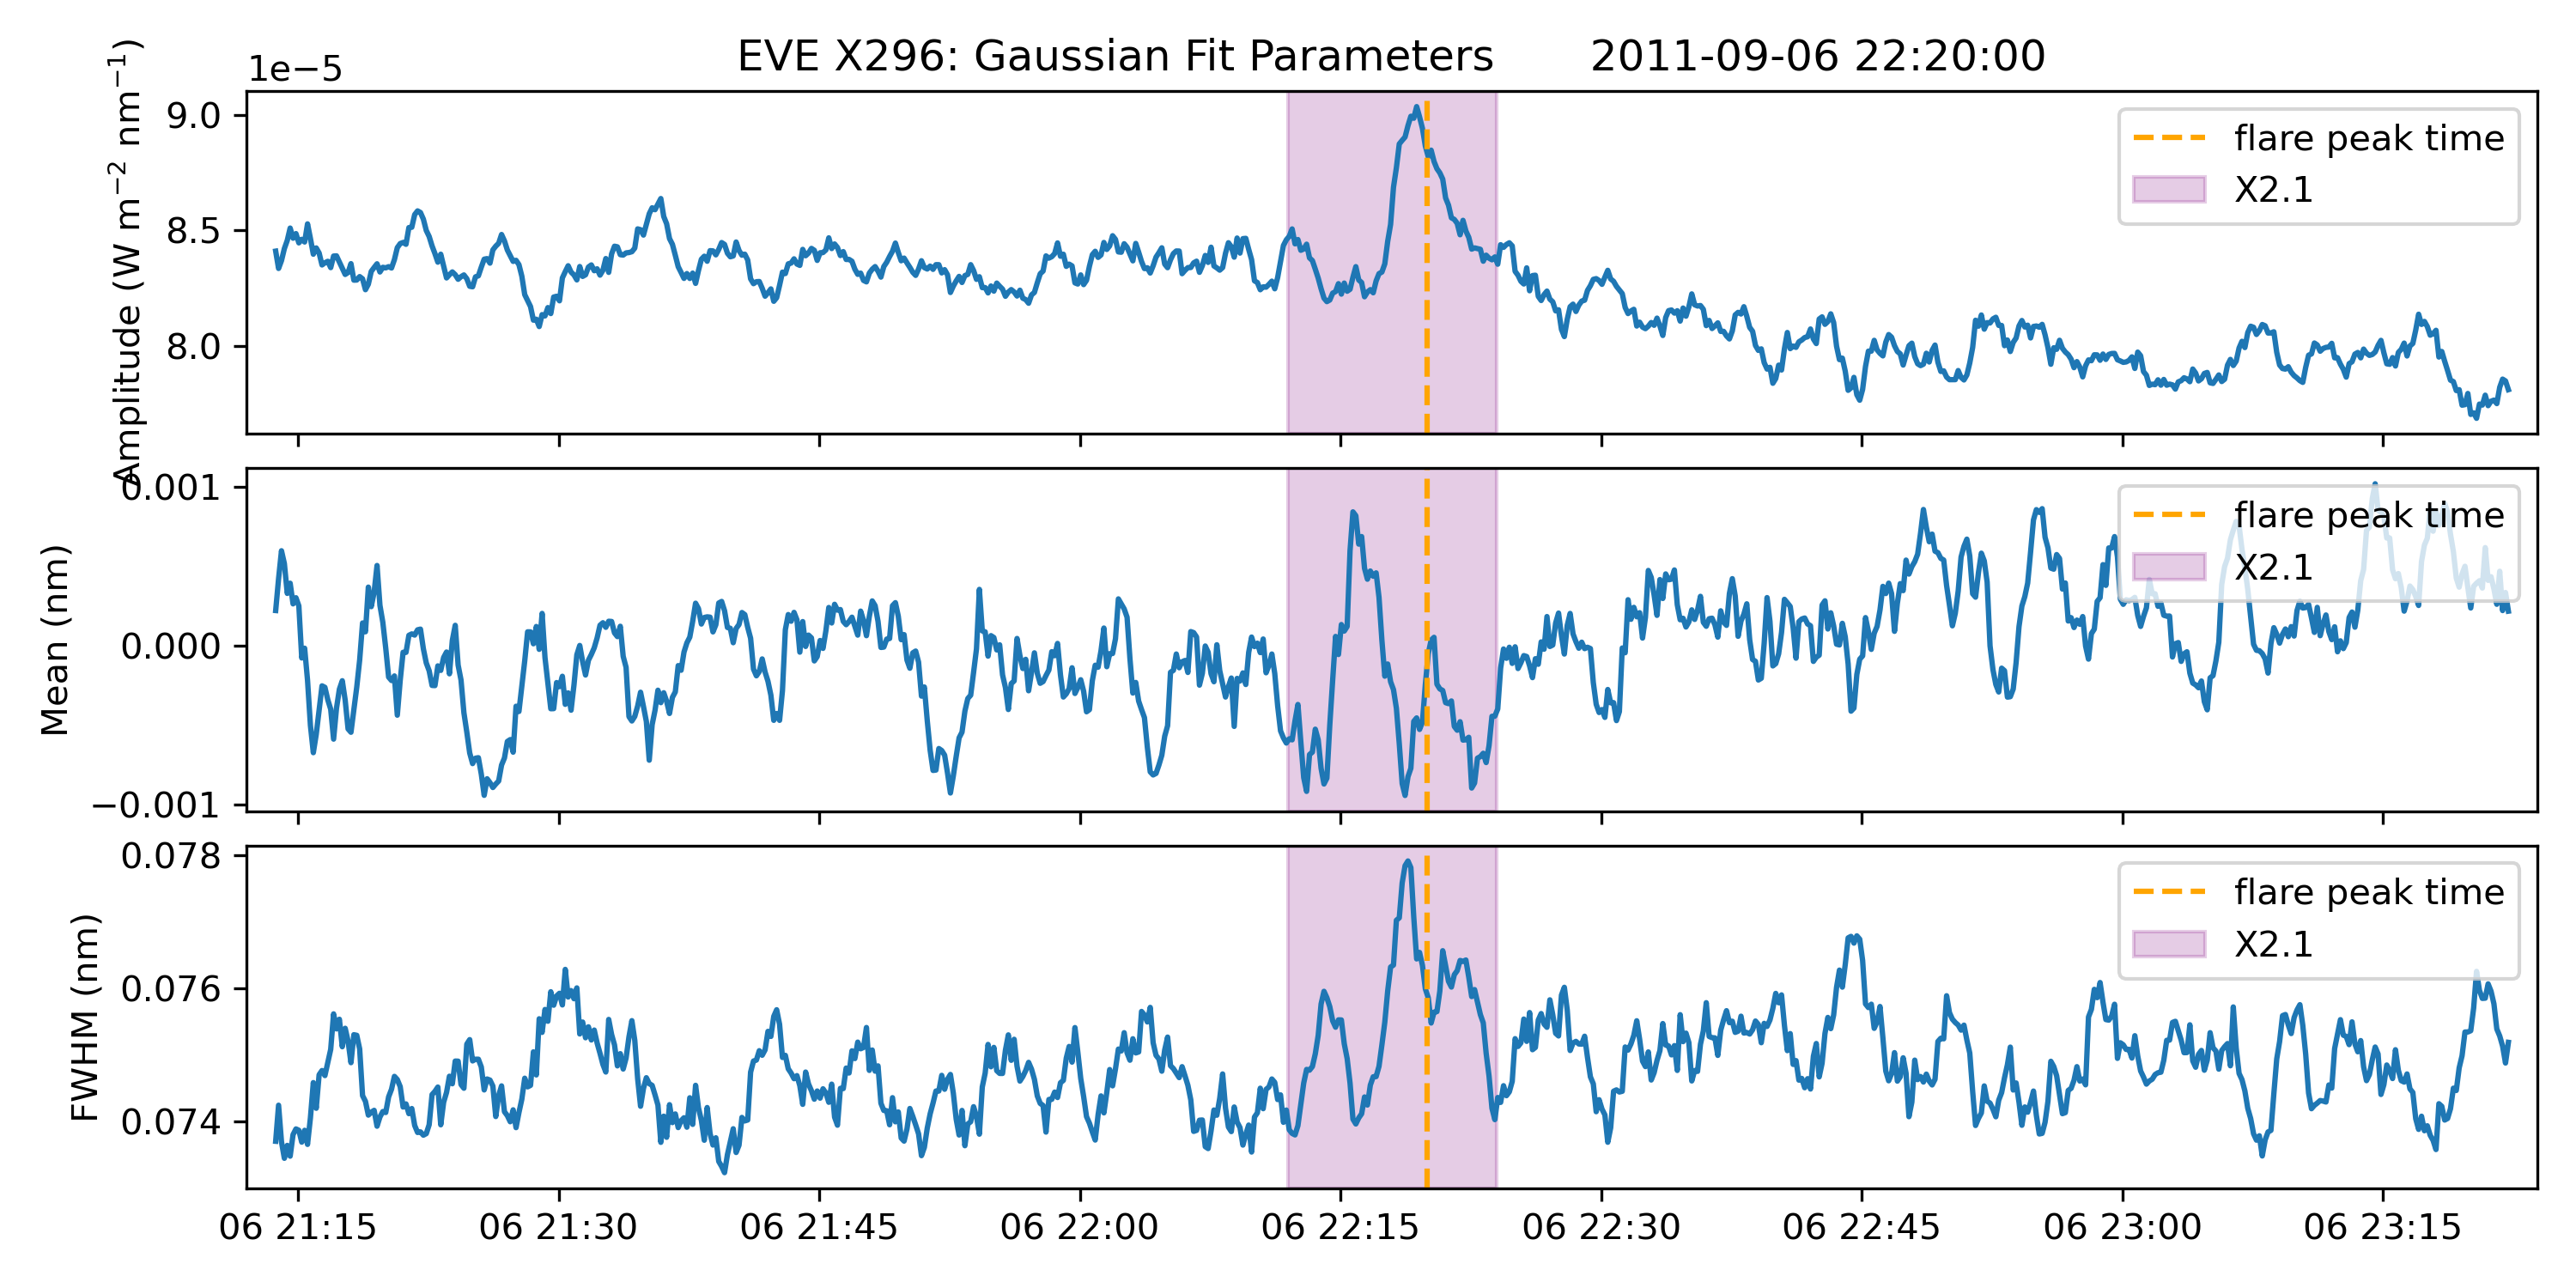 EVE X296: Gaussian Fit Parameters 2011-09-06 22:20:00
1e−5
Amplitude (W m⁻² nm⁻¹)
9.0
8.5
8.0
flare peak time
X2.1
Mean (nm)
0.001
0.000
−0.001
flare peak time
X2.1
FWHM (nm)
0.078
0.076
0.074
flare peak time
X2.1
06 21:15 06 21:30 06 21:45 06 22:00 06 22:15 06 22:30 06 22:45 06 23:00 06 23:15